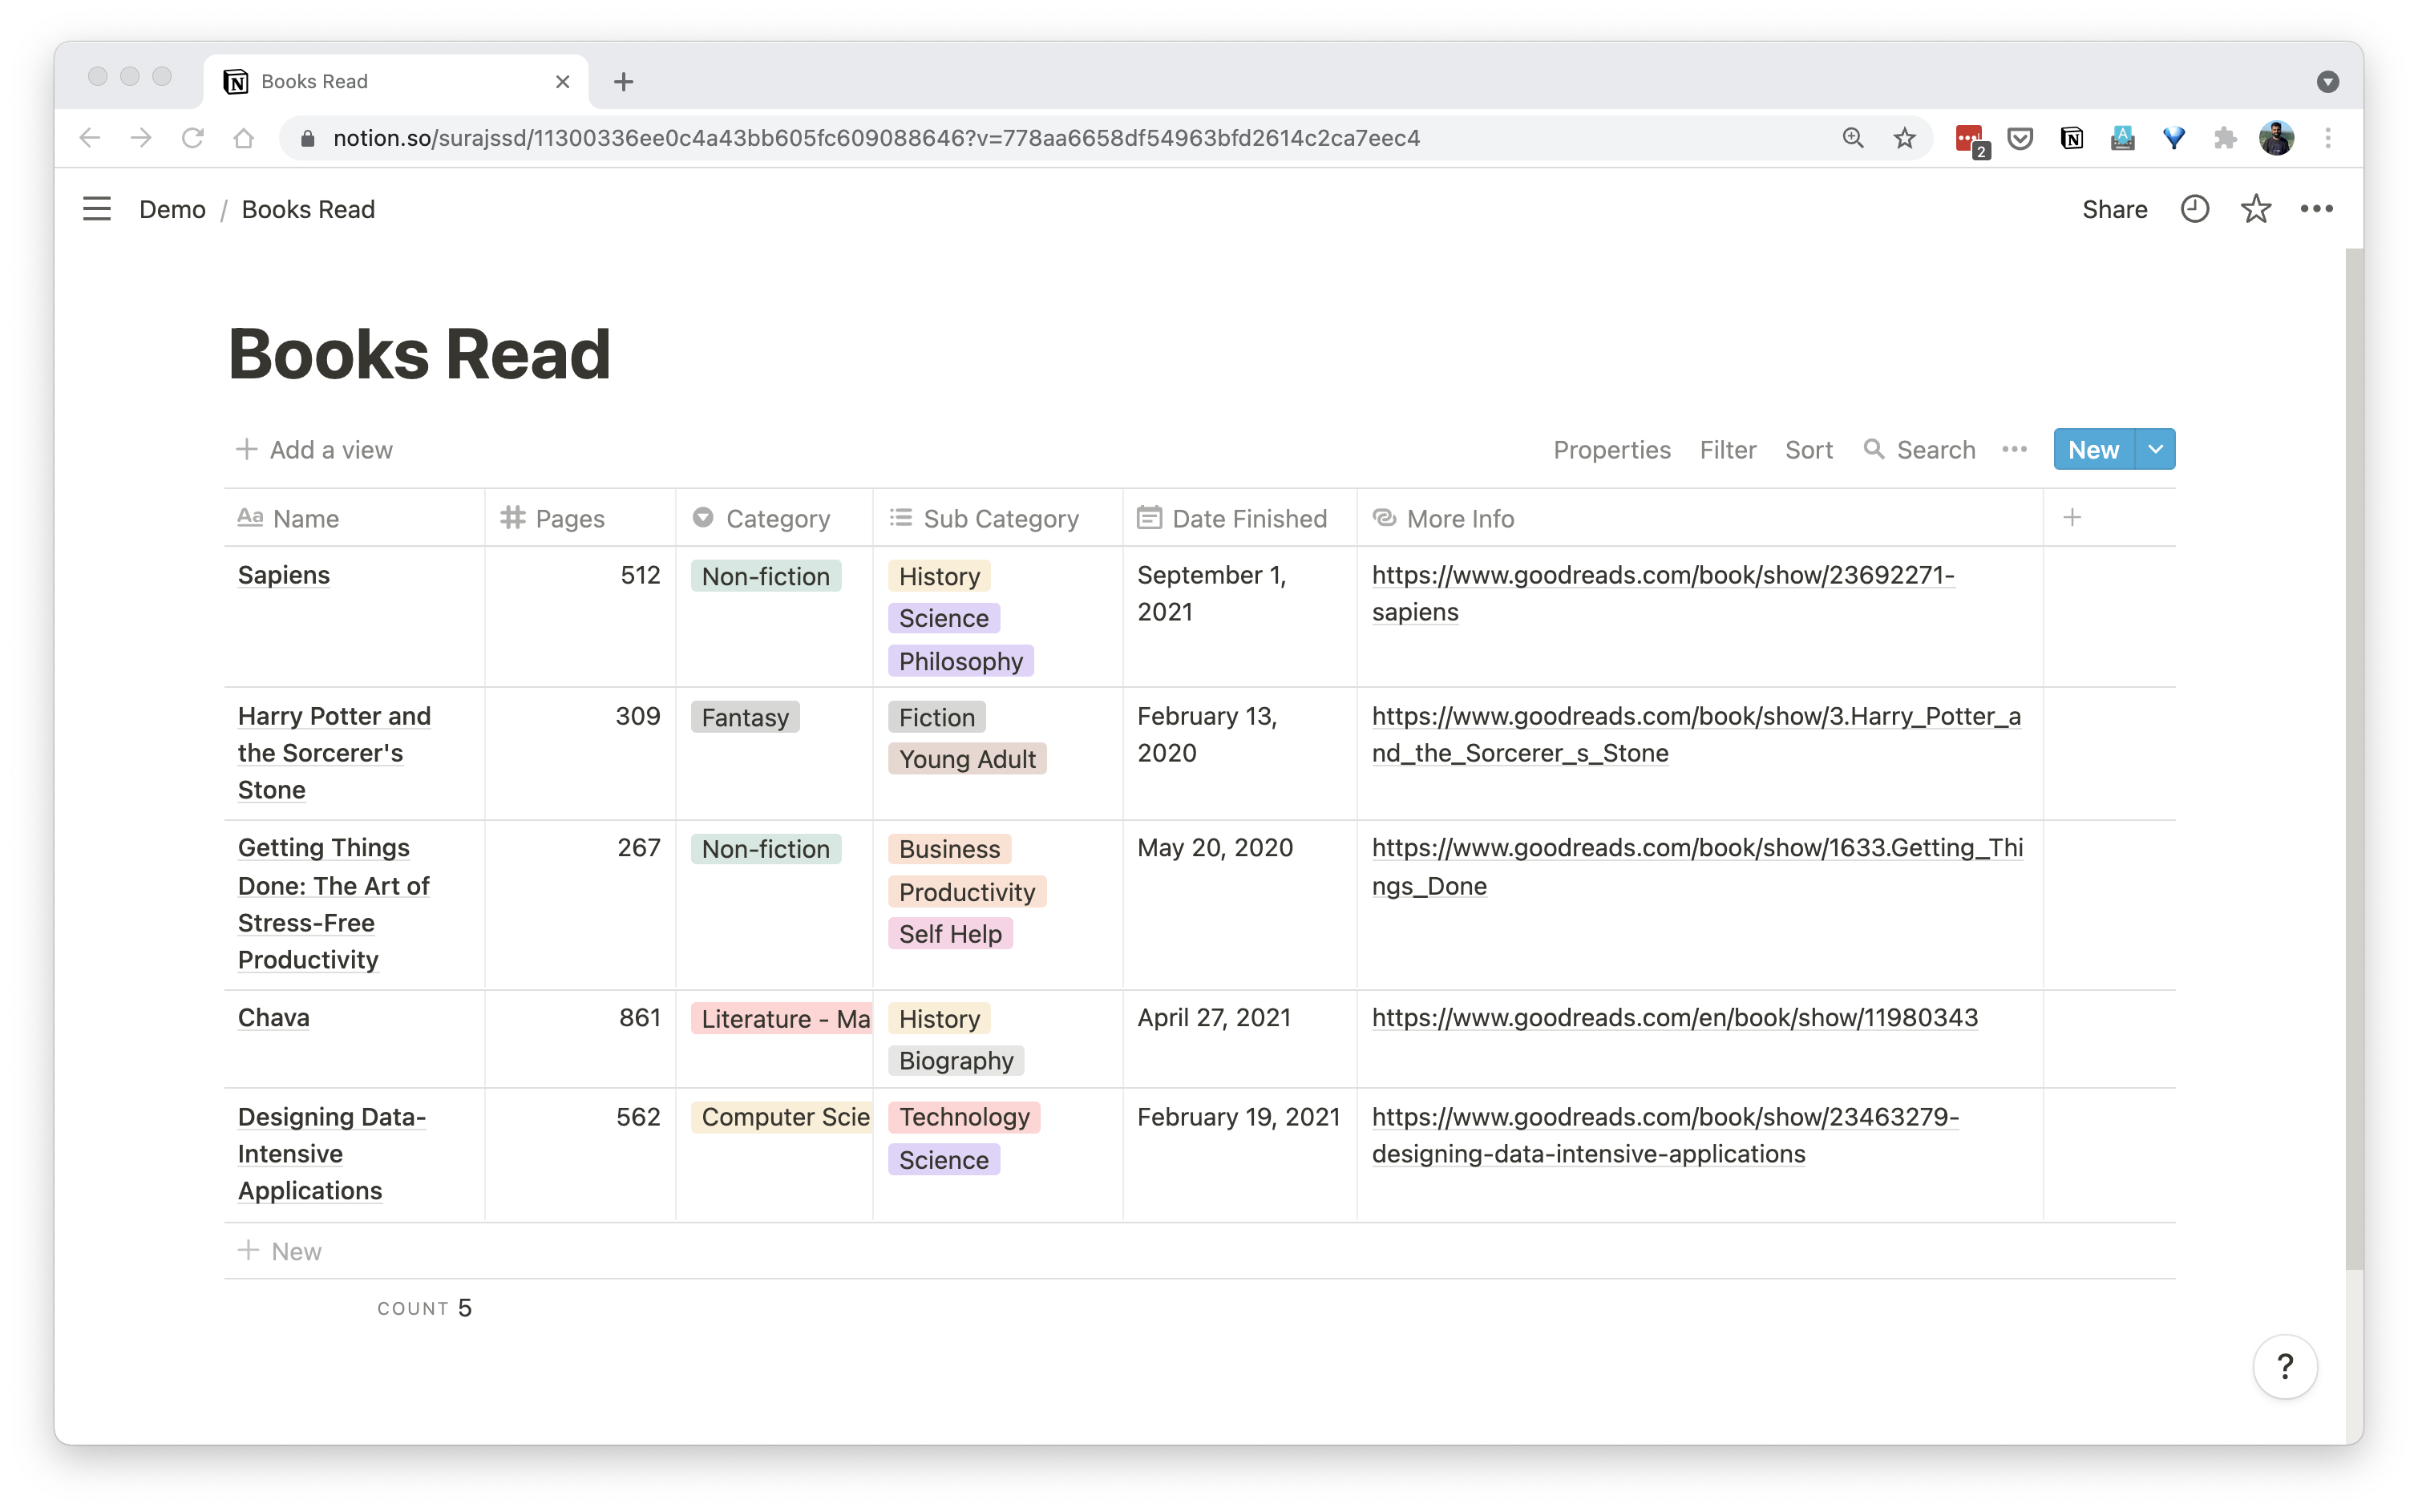 Books Read
notion.so/surajssd/11300336ee0c4a43bb605fc609088646?v=778aa6658df54963bfd2614c2ca7eec4
2
Demo / Books Read
Share
Books Read
Add a view
Properties Filter Sort Search New
Aa Name Pages Category Sub Category Date Finished More Info
Sapiens
512
Non-fiction
History
Science
Philosophy
September 1,
2021
https://www.goodreads.com/book/show/23692271-
sapiens
Harry Potter and
the Sorcerer's
Stone
309
Fantasy
Fiction
Young Adult
February 13,
2020
https://www.goodreads.com/book/show/3.Harry_Potter_a
nd_the_Sorcerer_s_Stone
Getting Things
Done: The Art of
Stress-Free
Productivity
267
Non-fiction
Business
Productivity
Self Help
May 20, 2020
https://www.goodreads.com/book/show/1633.Getting_Thi
ngs_Done
Chava
861
Literature - Ma
History
Biography
April 27, 2021
https://www.goodreads.com/en/book/show/11980343
Designing Data-
Intensive
Applications
562
Computer Scie
Technology
Science
February 19, 2021
https://www.goodreads.com/book/show/23463279-
designing-data-intensive-applications
New
COUNT 5
?